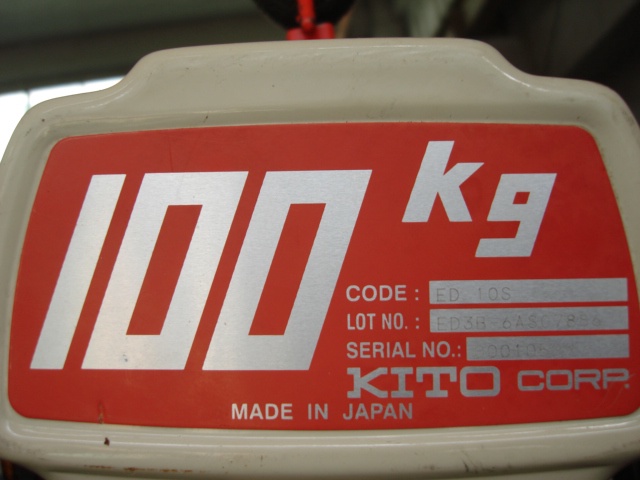 100 kg
CODE : ED 10S
LOT NO. :
SERIAL NO. :
KITO CORP.
MADE IN JAPAN